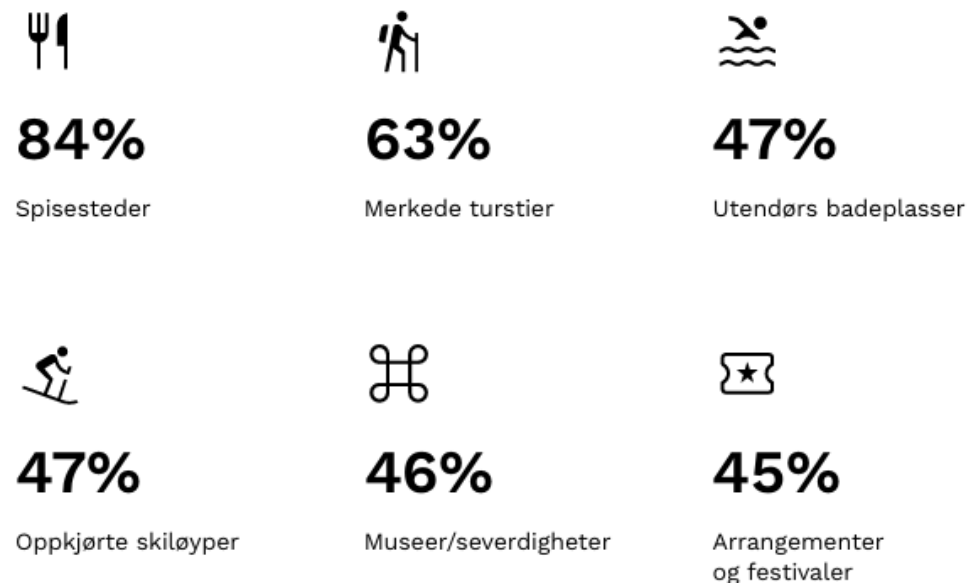 84%
63%
47%
Spisesteder
Merkede turstier
Utendørs badeplasser
47%
46%
45%
Oppkjørte skiløyper
Museer/severdigheter
Arrangementer
og festivaler